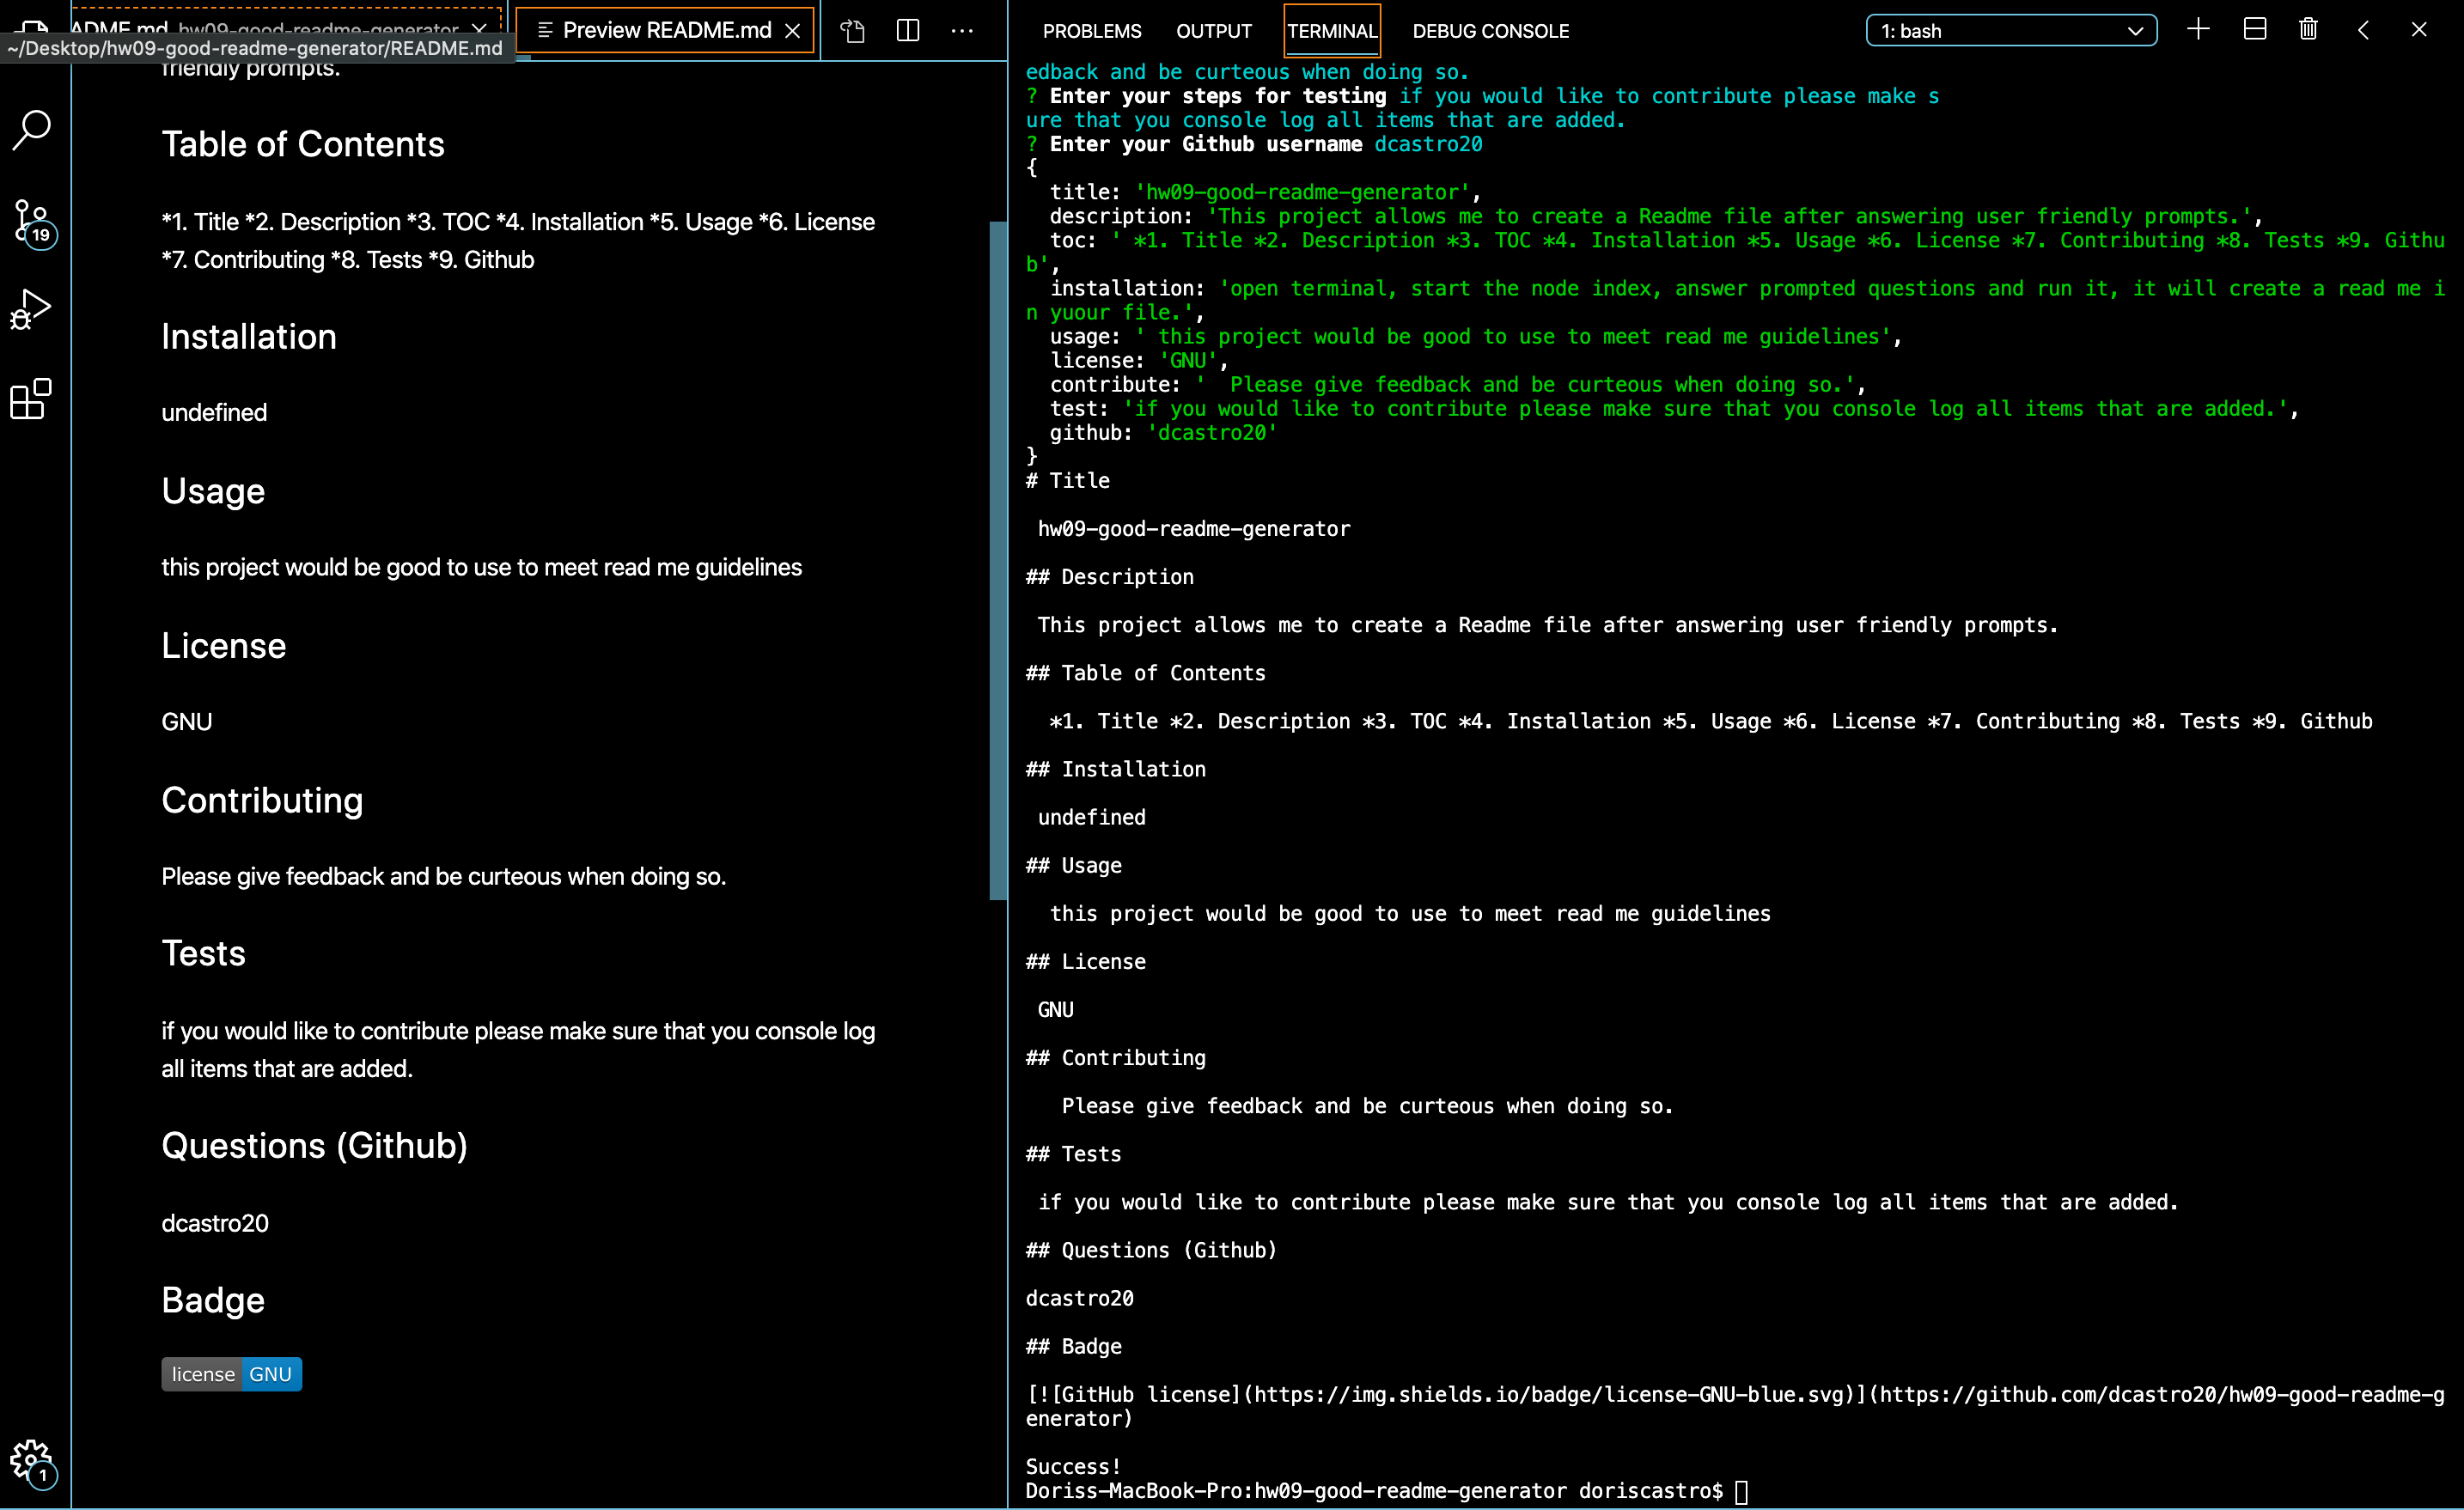 ADME.md hw09-good-readme-generator
Preview README.md
~/Desktop/hw09-good-readme-generator/README.md
friendly prompts.
Table of Contents
*1. Title *2. Description *3. TOC *4. Installation *5. Usage *6. License
*7. Contributing *8. Tests *9. Github
Installation
undefined
Usage
this project would be good to use to meet read me guidelines
License
GNU
Contributing
Please give feedback and be curteous when doing so.
Tests
if you would like to contribute please make sure that you console log
all items that are added.
Questions (Github)
dcastro20
Badge
license GNU
19
1
PROBLEMS OUTPUT TERMINAL DEBUG CONSOLE 1: bash
edback and be curteous when doing so.
? Enter your steps for testing if you would like to contribute please make s
ure that you console log all items that are added.
? Enter your Github username dcastro20
{
title: 'hw09-good-readme-generator',
description: 'This project allows me to create a Readme file after answering user friendly prompts.',
toc: ' *1. Title *2. Description *3. TOC *4. Installation *5. Usage *6. License *7. Contributing *8. Tests *9. Githu
b',
installation: 'open terminal, start the node index, answer prompted questions and run it, it will create a read me i
n yuour file.',
usage: ' this project would be good to use to meet read me guidelines',
license: 'GNU',
contribute: '  Please give feedback and be curteous when doing so.',
test: 'if you would like to contribute please make sure that you console log all items that are added.',
github: 'dcastro20'
}
# Title
hw09-good-readme-generator
## Description
This project allows me to create a Readme file after answering user friendly prompts.
## Table of Contents
*1. Title *2. Description *3. TOC *4. Installation *5. Usage *6. License *7. Contributing *8. Tests *9. Github
## Installation
undefined
## Usage
this project would be good to use to meet read me guidelines
## License
GNU
## Contributing
Please give feedback and be curteous when doing so.
## Tests
if you would like to contribute please make sure that you console log all items that are added.
## Questions (Github)
dcastro20
## Badge
[![GitHub license](https://img.shields.io/badge/license-GNU-blue.svg)](https://github.com/dcastro20/hw09-good-readme-g
enerator)
Success!
Doriss-MacBook-Pro:hw09-good-readme-generator doriscastro$